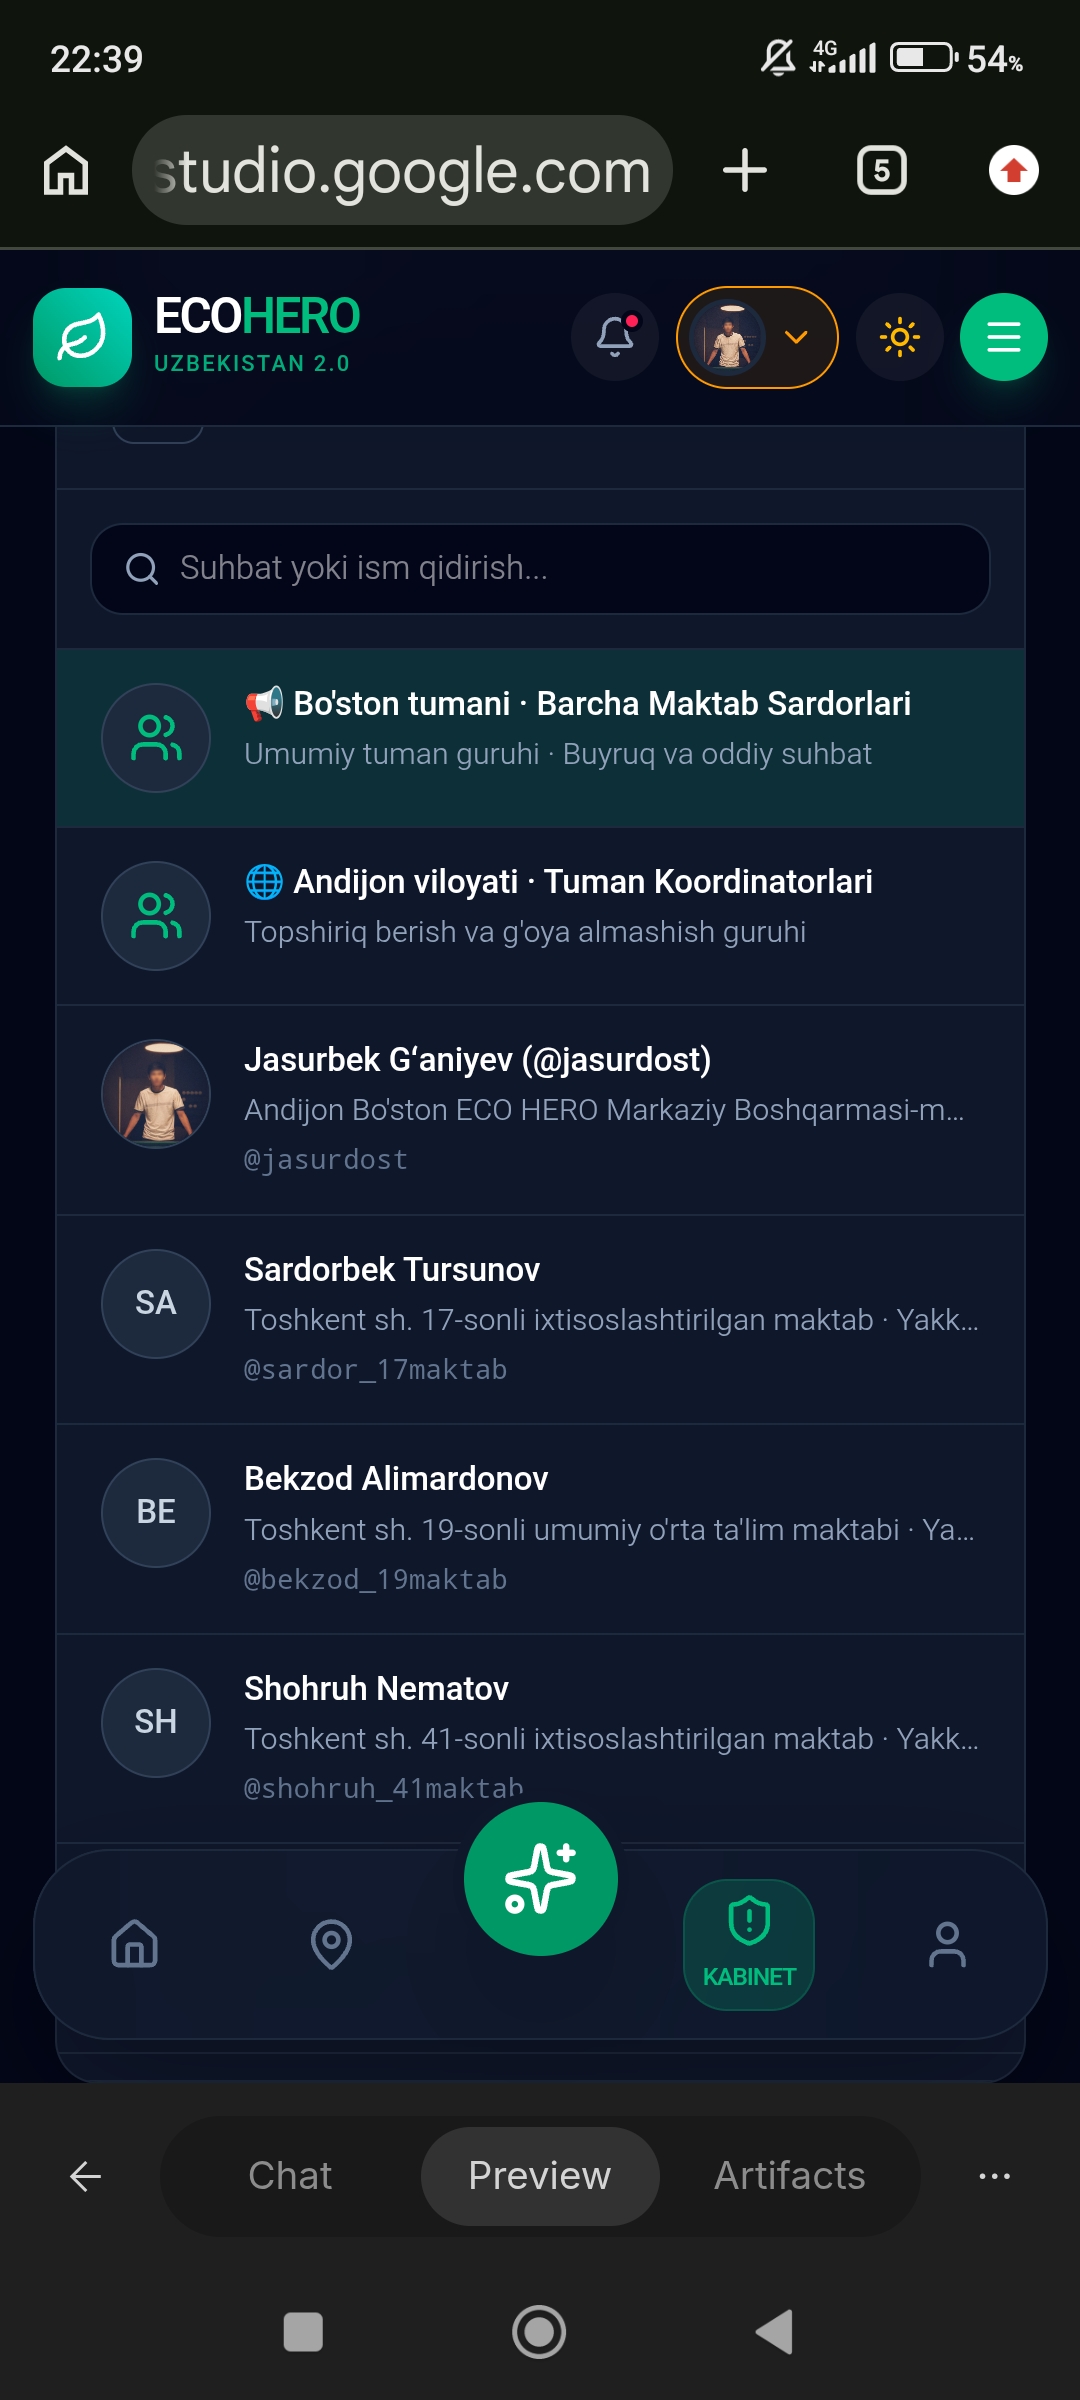 22:39
4G
54%
studio.google.com
5
ECOHERO
UZBEKISTAN 2.0
Suhbat yoki ism qidirish...
📢 Bo'ston tumani · Barcha Maktab Sardorlari
Umumiy tuman guruhi · Buyruq va oddiy suhbat
🌐 Andijon viloyati · Tuman Koordinatorlari
Topshiriq berish va g'oya almashish guruhi
Jasurbek Gʻaniyev (@jasurdost)
Andijon Bo'ston ECO HERO Markaziy Boshqarmasi-m...
@jasurdost
SA
Sardorbek Tursunov
Toshkent sh. 17-sonli ixtisoslashtirilgan maktab · Yakk...
@sardor_17maktab
BE
Bekzod Alimardonov
Toshkent sh. 19-sonli umumiy o'rta ta'lim maktabi · Ya...
@bekzod_19maktab
SH
Shohruh Nematov
Toshkent sh. 41-sonli ixtisoslashtirilgan maktab · Yakk...
@shohruh_41maktab
KABINET
Chat
Preview
Artifacts